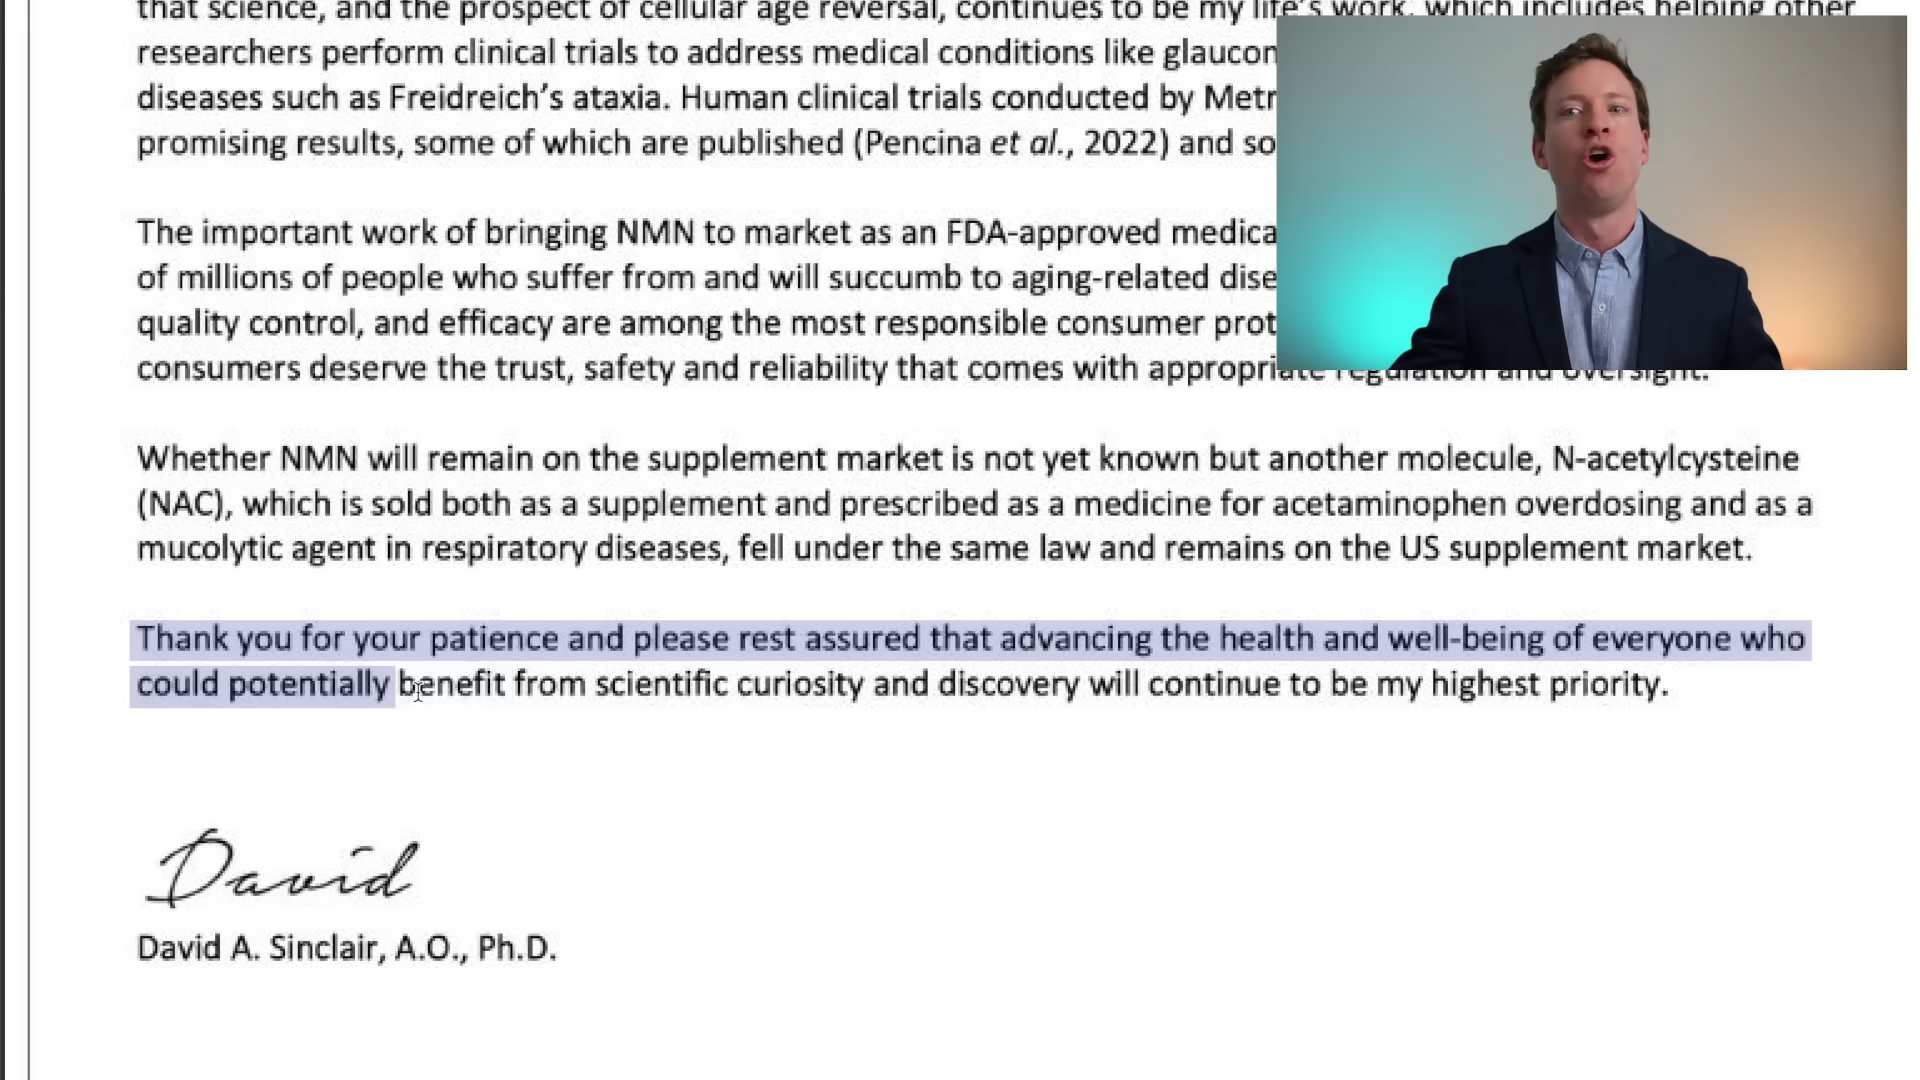 that science, and the prospect of cellular age reversal, continues to be my life's work, which includes helping other
researchers perform clinical trials to address medical conditions like
diseases such as Freidreich's ataxia. Human clinical trials conducted by
promising results, some of which are published (Pencina et al., 2022) and
The important work of bringing NMN to market as an FDA-approved
of millions of people who suffer from and will succumb to aging-related
quality control, and efficacy are among the most responsible consumer
consumers deserve the trust, safety and reliability that comes with appropriate regulation and oversight.
Whether NMN will remain on the supplement market is not yet known but another molecule, N-acetylcysteine
(NAC), which is sold both as a supplement and prescribed as a medicine for acetaminophen overdosing and as a
mucolytic agent in respiratory diseases, fell under the same law and remains on the US supplement market.
Thank you for your patience and please rest assured that advancing the health and well-being of everyone who
could potentially benefit from scientific curiosity and discovery will continue to be my highest priority.
David
David A. Sinclair, A.O., Ph.D.